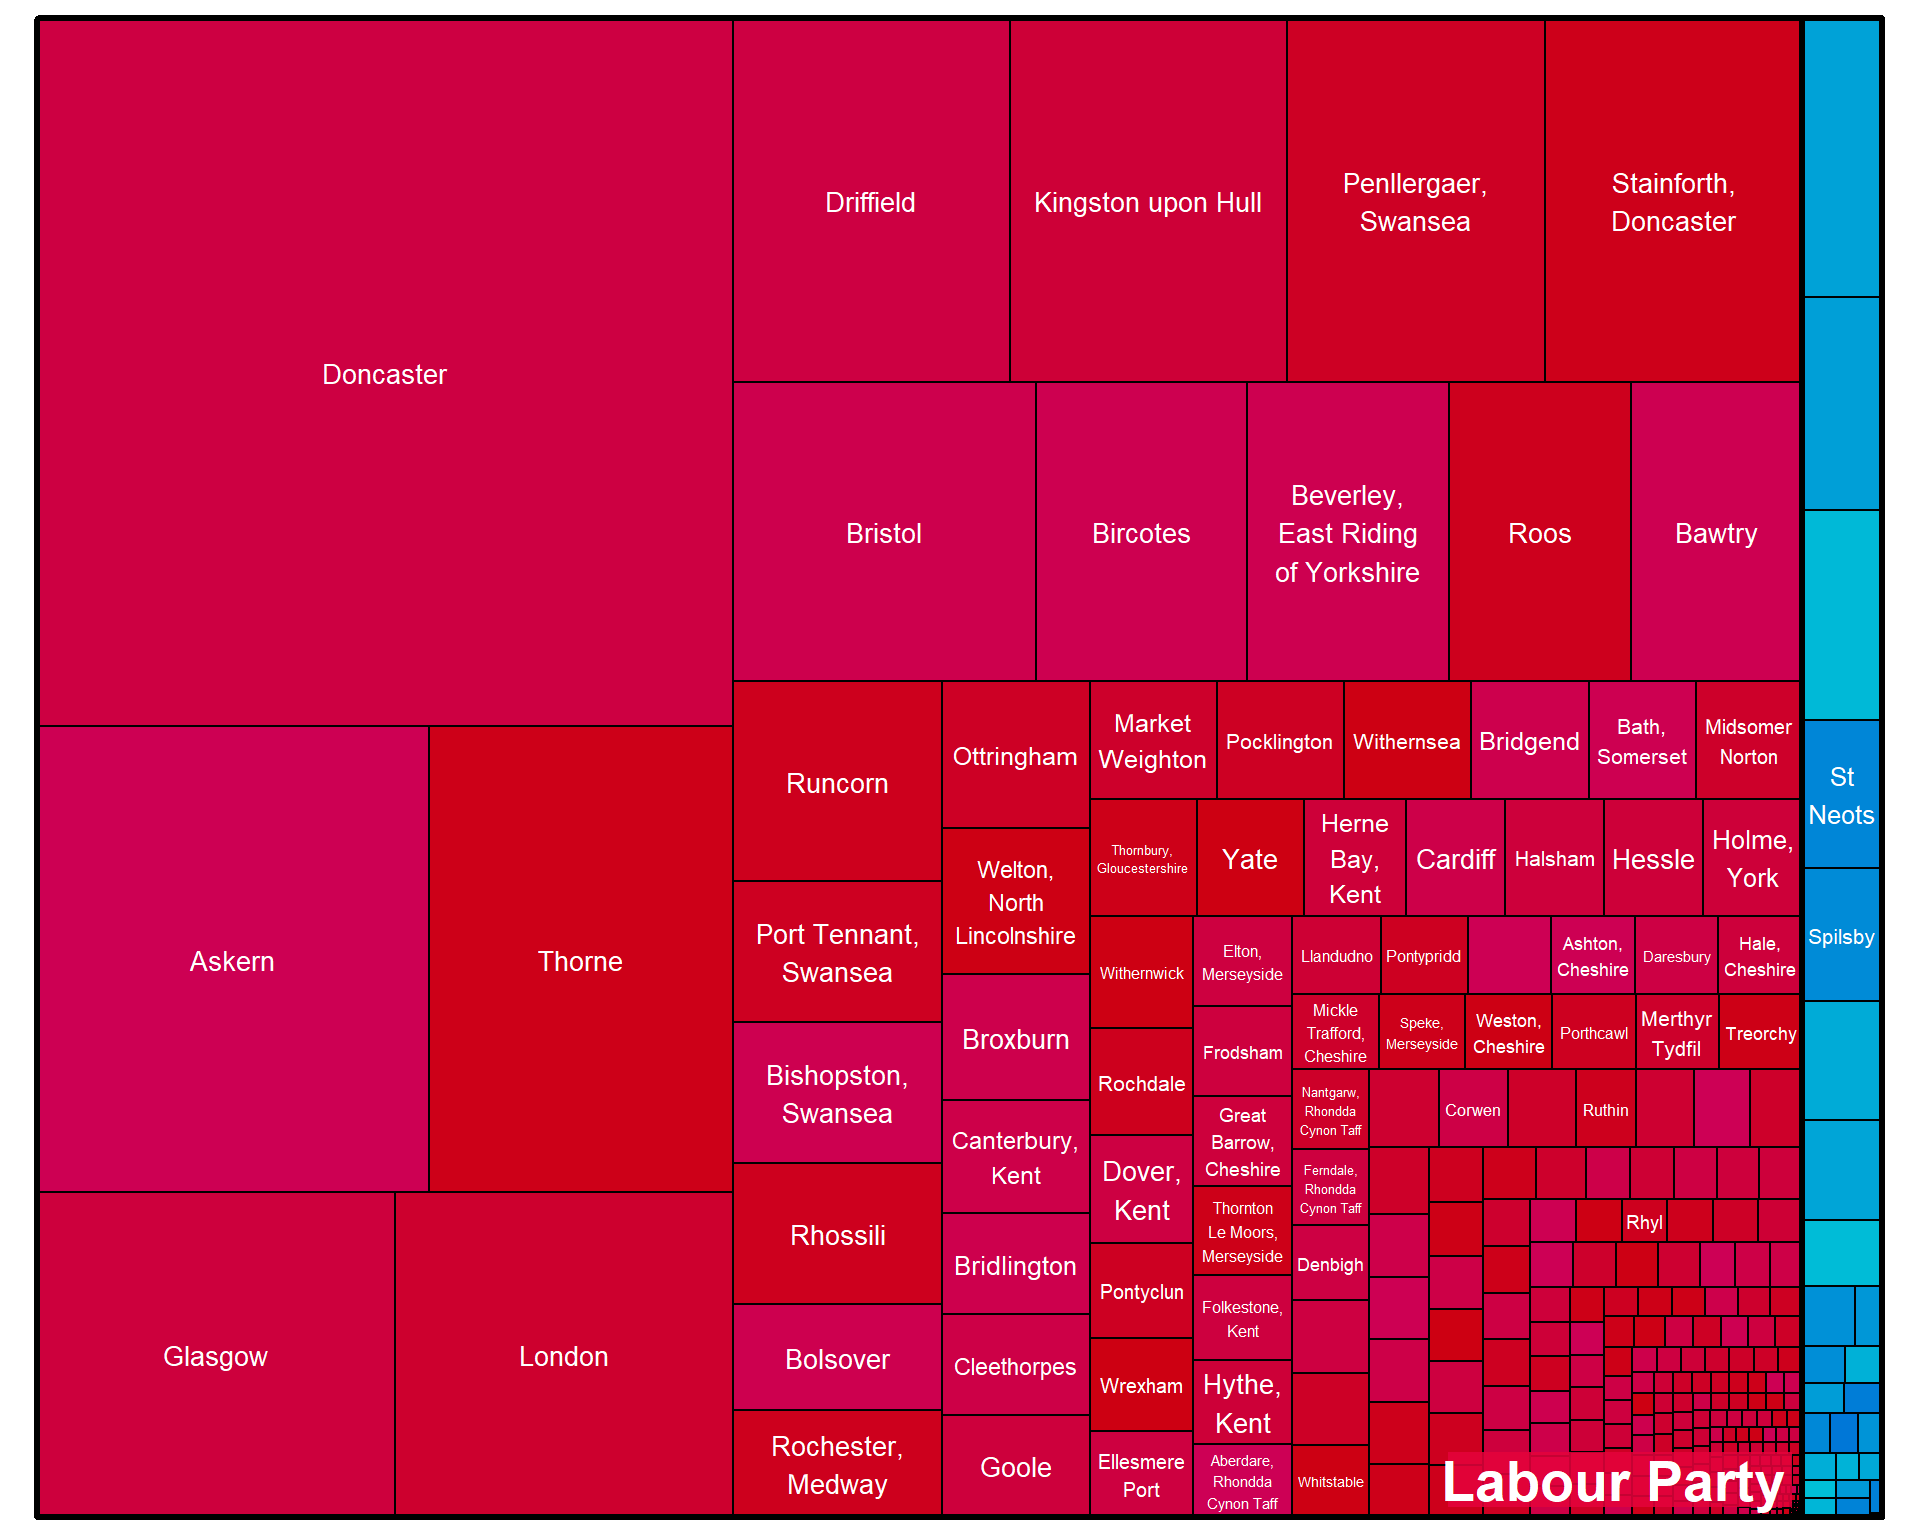 Doncaster
Driffield
Kingston upon Hull
Penllergaer,
Swansea
Stainforth,
Doncaster
Bristol
Bircotes
Beverley,
East Riding
of Yorkshire
Roos
Bawtry
Askern
Thorne
Glasgow
London
Runcorn
Port Tennant,
Swansea
Bishopston,
Swansea
Rhossili
Bolsover
Rochester,
Medway
Ottringham
Welton,
North
Lincolnshire
Broxburn
Canterbury,
Kent
Bridlington
Cleethorpes
Goole
Market
Weighton
Pocklington
Withernsea
Bridgend
Bath,
Somerset
Midsomer
Norton
Thornbury,
Gloucestershire
Yate
Herne
Bay,
Kent
Cardiff
Halsham
Hessle
Holme,
York
Withernwick
Rochdale
Dover,
Kent
Pontyclun
Wrexham
Ellesmere
Port
Elton,
Merseyside
Frodsham
Great
Barrow,
Cheshire
Thornton
Le Moors,
Merseyside
Folkestone,
Kent
Hythe,
Kent
Aberdare,
Rhondda
Cynon Taff
Llandudno
Pontypridd
Ashton,
Cheshire
Daresbury
Hale,
Cheshire
Mickle
Trafford,
Cheshire
Speke,
Merseyside
Weston,
Cheshire
Porthcawl
Merthyr
Tydfil
Treorchy
Nantgarw,
Rhondda
Cynon Taff
Corwen
Ruthin
Ferndale,
Rhondda
Cynon Taff
Rhyl
Denbigh
Whitstable
Labour Party
St
Neots
Spilsby